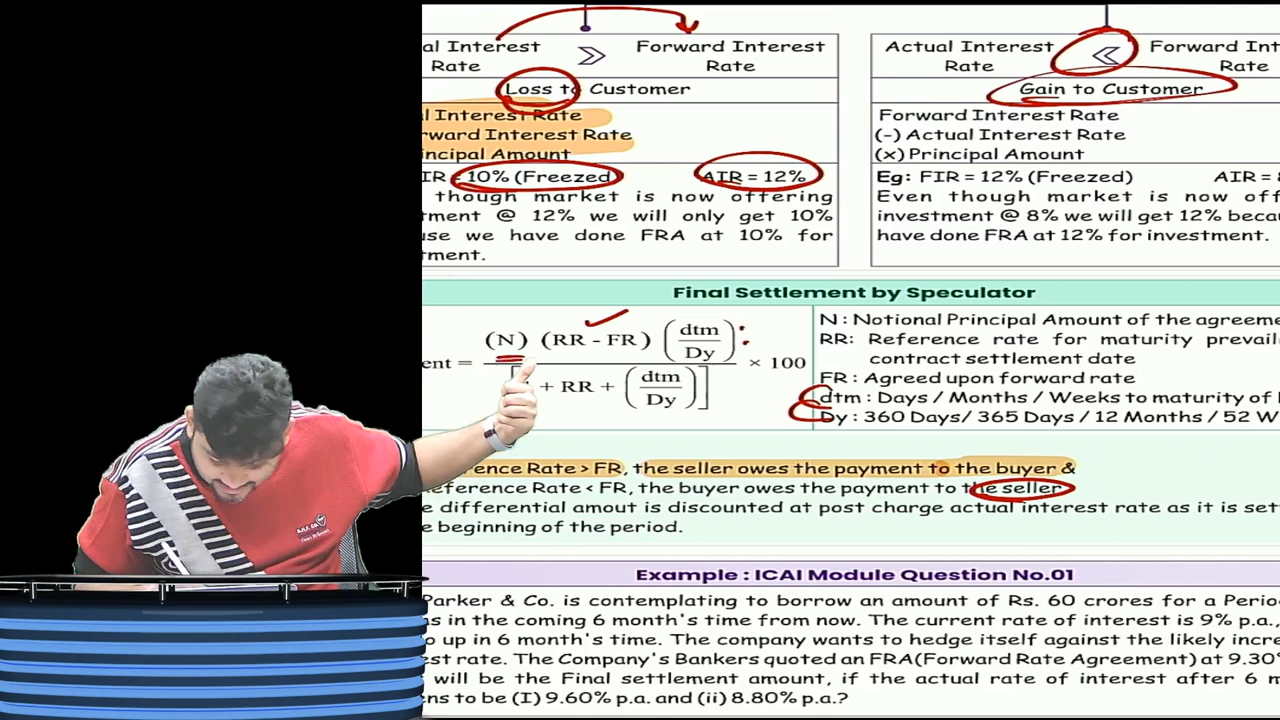 al Interest Rate
Forward Interest Rate
Loss to Customer
l Interest Rate
rward Interest Rate
incipal Amount
IR = 10% (Freezed) AIR = 12%
though market is now offering
tment @ 12% we will only get 10%
use we have done FRA at 10% for
tment.
Actual Interest Rate
Forward Int
Rate
Gain to Customer
Forward Interest Rate
(-) Actual Interest Rate
(x) Principal Amount
Eg: FIR = 12% (Freezed) AIR = 8
Even though market is now off
investment @ 8% we will get 12% beca
have done FRA at 12% for investment.
Final Settlement by Speculator
ent = (N) (RR - FR) (dtm/Dy) / [ + RR + (dtm/Dy)] × 100
N : Notional Principal Amount of the agreeme
RR: Reference rate for maturity prevail
contract settlement date
FR : Agreed upon forward rate
dtm : Days / Months / Weeks to maturity of l
Dy : 360 Days/ 365 Days / 12 Months / 52 W
rence Rate > FR, the seller owes the payment to the buyer &
eference Rate < FR, the buyer owes the payment to the seller
e differential amout is discounted at post charge actual interest rate as it is set
e beginning of the period.
Example : ICAI Module Question No.01
Parker & Co. is contemplating to borrow an amount of Rs. 60 crores for a Perio
s in the coming 6 month's time from now. The current rate of interest is 9% p.a.,
o up in 6 month's time. The company wants to hedge itself against the likely incre
est rate. The Company's Bankers quoted an FRA(Forward Rate Agreement) at 9.30%
will be the Final settlement amount, if the actual rate of interest after 6 m
ns to be (I) 9.60% p.a. and (ii) 8.80% p.a.?